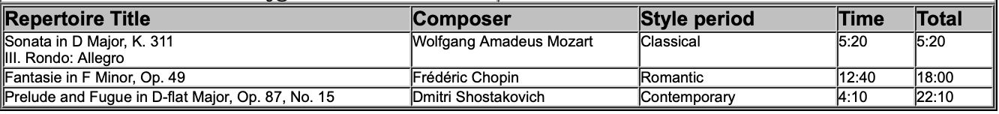 Repertoire Title Composer Style period Time Total
Sonata in D Major, K. 311 Wolfgang Amadeus Mozart Classical 5:20 5:20
III. Rondo: Allegro
Fantasie in F Minor, Op. 49 Frédéric Chopin Romantic 12:40 18:00
Prelude and Fugue in D-flat Major, Op. 87, No. 15 Dmitri Shostakovich Contemporary 4:10 22:10